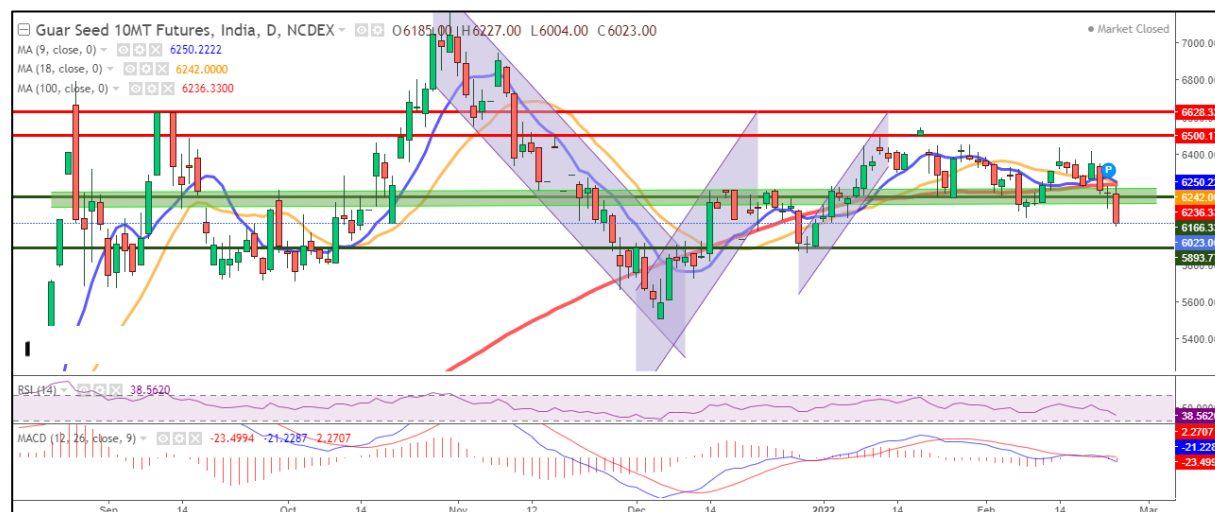 Guar Seed 10MT Futures, India, D, NCDEX O6185.00 H6227.00 L6004.00 C6023.00
Market Closed
MA (9, close, 0) 6250.2222
MA (18, close, 0) 6242.0000
MA (100, close, 0) 6236.3300
7000.00
6800.00
6628.33
6500.17
6400.00
6250.22
6242.00
6236.33
6166.33
6023.00
5893.77
5600.00
5400.00
P
RSI (14) 38.5620
38.5620
MACD (12, 26, close, 9) -23.4994 -21.2287 2.2707
2.2707
-21.228
-23.499
Sep 14 Oct 14 Nov 12 Dec 14 2022 14 Feb 14 Mar